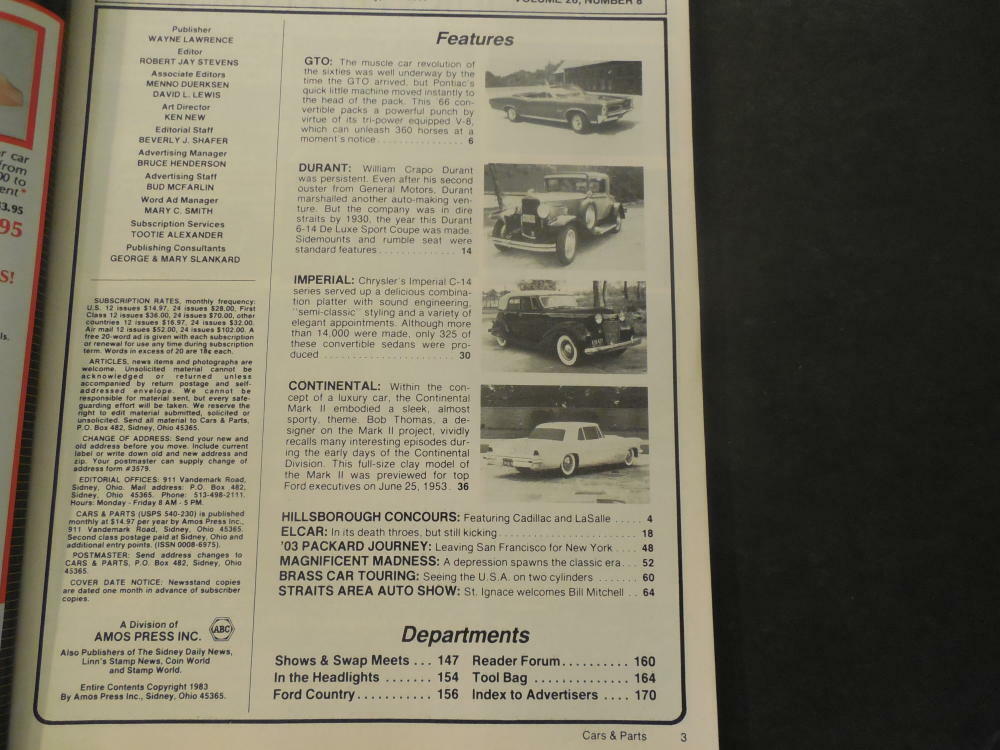 VOLUME 26, NUMBER 8
Publisher
WAYNE LAWRENCE
Editor
ROBERT JAY STEVENS
Associate Editors
MENNO DUERKSEN
DAVID L. LEWIS
Art Director
KEN NEW
Editorial Staff
BEVERLY J. SHAFER
Advertising Manager
BRUCE HENDERSON
Advertising Staff
BUD MCFARLIN
Word Ad Manager
MARY C. SMITH
Subscription Services
TOOTIE ALEXANDER
Publishing Consultants
GEORGE & MARY SLANKARD
SUBSCRIPTION RATES, monthly frequency:
U.S. 12 issues $14.97, 24 issues $28.00, First
Class 12 issues $36.00, 24 issues $70.00, other
countries 12 issues $16.97, 24 issues $32.00.
Air mail 12 issues $52.00, 24 issues $102.00. A
free 20-word ad is given with each subscription
or renewal for use any time during subscription
term. Words in excess of 20 are 18¢ each.
ARTICLES, news items and photographs are
welcome. Unsolicited material cannot be
acknowledged or returned unless
accompanied by return postage and self-
addressed envelope. We cannot be
responsible for material sent, but every safe-
guarding effort will be taken. We reserve the
right to edit material submitted, solicited or
unsolicited. Send all material to Cars & Parts,
P.O. Box 482, Sidney, Ohio 45365.
CHANGE OF ADDRESS: Send your new and
old address before you move. Include current
label or write down old and new address and
zip. Your postmaster can supply change of
address form #3579.
EDITORIAL OFFICES: 911 Vandemark Road,
Sidney, Ohio. Mail address: P.O. Box 482,
Sidney, Ohio 45365. Phone: 513-498-2111.
Hours: Monday - Friday 8 AM - 5 PM.
CARS & PARTS (USPS 540-230) is published
monthly at $14.97 per year by Amos Press Inc.,
911 Vandemark Road, Sidney, Ohio 45365.
Second class postage paid at Sidney, Ohio and
additional entry points. (ISSN 0008-6975).
POSTMASTER: Send address changes to
CARS & PARTS, P.O. Box 482, Sidney, Ohio
45365.
COVER DATE NOTICE: Newsstand copies
are dated one month in advance of subscriber
copies.
A Division of
AMOS PRESS INC.
ABC
Also Publishers of The Sidney Daily News,
Linn's Stamp News, Coin World
and Stamp World.
Entire Contents Copyright 1983
By Amos Press Inc., Sidney, Ohio 45365.
Features
GTO: The muscle car revolution of
the sixties was well underway by the
time the GTO arrived, but Pontiac's
quick little machine moved instantly to
the head of the pack. This '66 con-
vertible packs a powerful punch by
virtue of its tri-power equipped V-8,
which can unleash 360 horses at a
moment's notice . . . . . . . . . . . . . . . 6
DURANT: William Crapo Durant
was persistent. Even after his second
ouster from General Motors, Durant
marshalled another auto-making ven-
ture. But the company was in dire
straits by 1930, the year this Durant
6-14 De Luxe Sport Coupe was made.
Sidemounts and rumble seat were
standard features . . . . . . . . . . . . . 14
IMPERIAL: Chrysler's Imperial C-14
series served up a delicious combina-
tion platter with sound engineering,
"semi-classic" styling and a variety of
elegant appointments. Although more
than 14,000 were made, only 325 of
these convertible sedans were pro-
duced . . . . . . . . . . . . . . . . . . . . . 30
CONTINENTAL: Within the con-
cept of a luxury car, the Continental
Mark II embodied a sleek, almost
sporty, theme. Bob Thomas, a de-
signer on the Mark II project, vividly
recalls many interesting episodes dur-
ing the early days of the Continental
Division. This full-size clay model of
the Mark II was previewed for top
Ford executives on June 25, 1953. 36
HILLSBOROUGH CONCOURS: Featuring Cadillac and LaSalle . . . . . 4
ELCAR: In its death throes, but still kicking . . . . . . . . . . . . . . . . . . . . 18
'03 PACKARD JOURNEY: Leaving San Francisco for New York . . . . 48
MAGNIFICENT MADNESS: A depression spawns the classic era . . . 52
BRASS CAR TOURING: Seeing the U.S.A. on two cylinders . . . . . . . 60
STRAITS AREA AUTO SHOW: St. Ignace welcomes Bill Mitchell . . 64
Departments
Shows & Swap Meets . . . 147
In the Headlights . . . . . . . 154
Ford Country . . . . . . . . . . . 156
Reader Forum . . . . . . . . . . 160
Tool Bag . . . . . . . . . . . . . . 164
Index to Advertisers . . . . 170
Cars & Parts 3
r car
from
00 to
ent*
3.95
95
S!
ls.